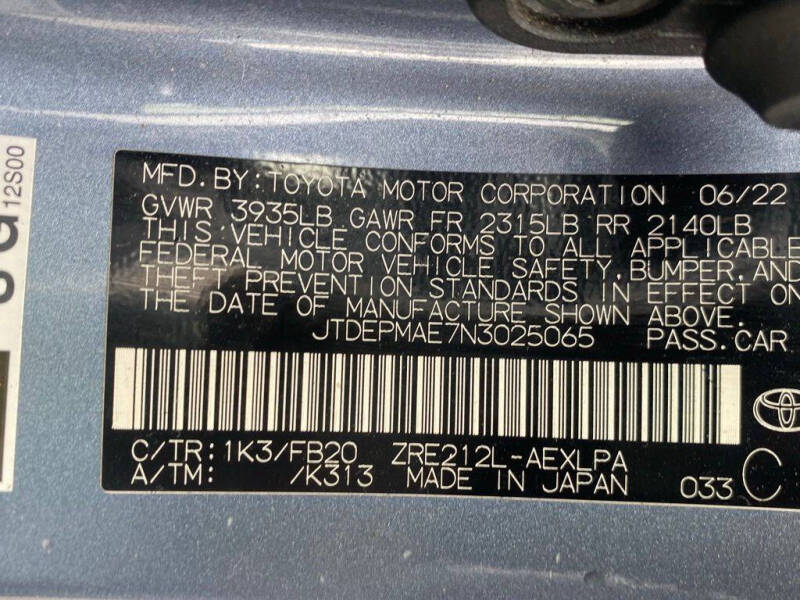 12S00
MFD.BY:TOYOTA MOTOR CORPORATION 06/22
GVWR 3935LB GAWR FR 2315LB RR 2140LB
THIS VEHICLE CONFORMS TO ALL APPLICABLE
FEDERAL MOTOR VEHICLE SAFETY,BUMPER,AND
THEFT PREVENTION STANDARDS IN EFFECT ON
THE DATE OF MANUFACTURE SHOWN ABOVE.
JTDEPMAE7N3025065 PASS.CAR
C/TR:1K3/FB20 ZRE212L-AEXLPA
A/TM: /K313 MADE IN JAPAN 033 C